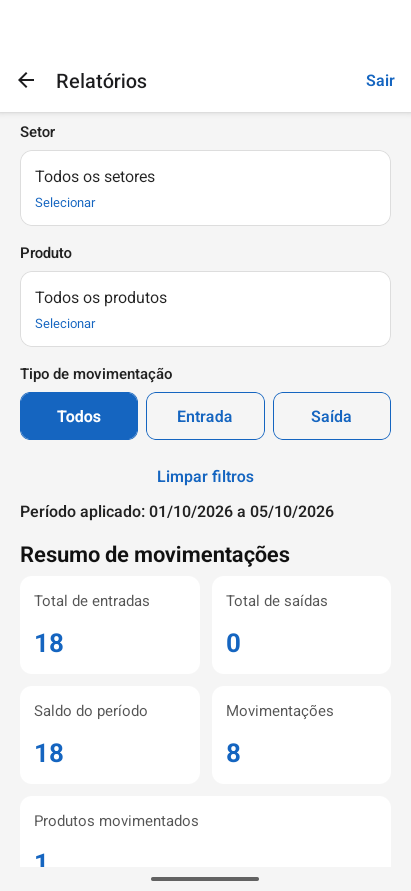 Relatórios
Sair
Setor
Todos os setores
Selecionar
Produto
Todos os produtos
Selecionar
Tipo de movimentação
Todos
Entrada
Saída
Limpar filtros
Período aplicado: 01/10/2026 a 05/10/2026
Resumo de movimentações
Total de entradas
18
Total de saídas
0
Saldo do período
18
Movimentações
8
Produtos movimentados
1